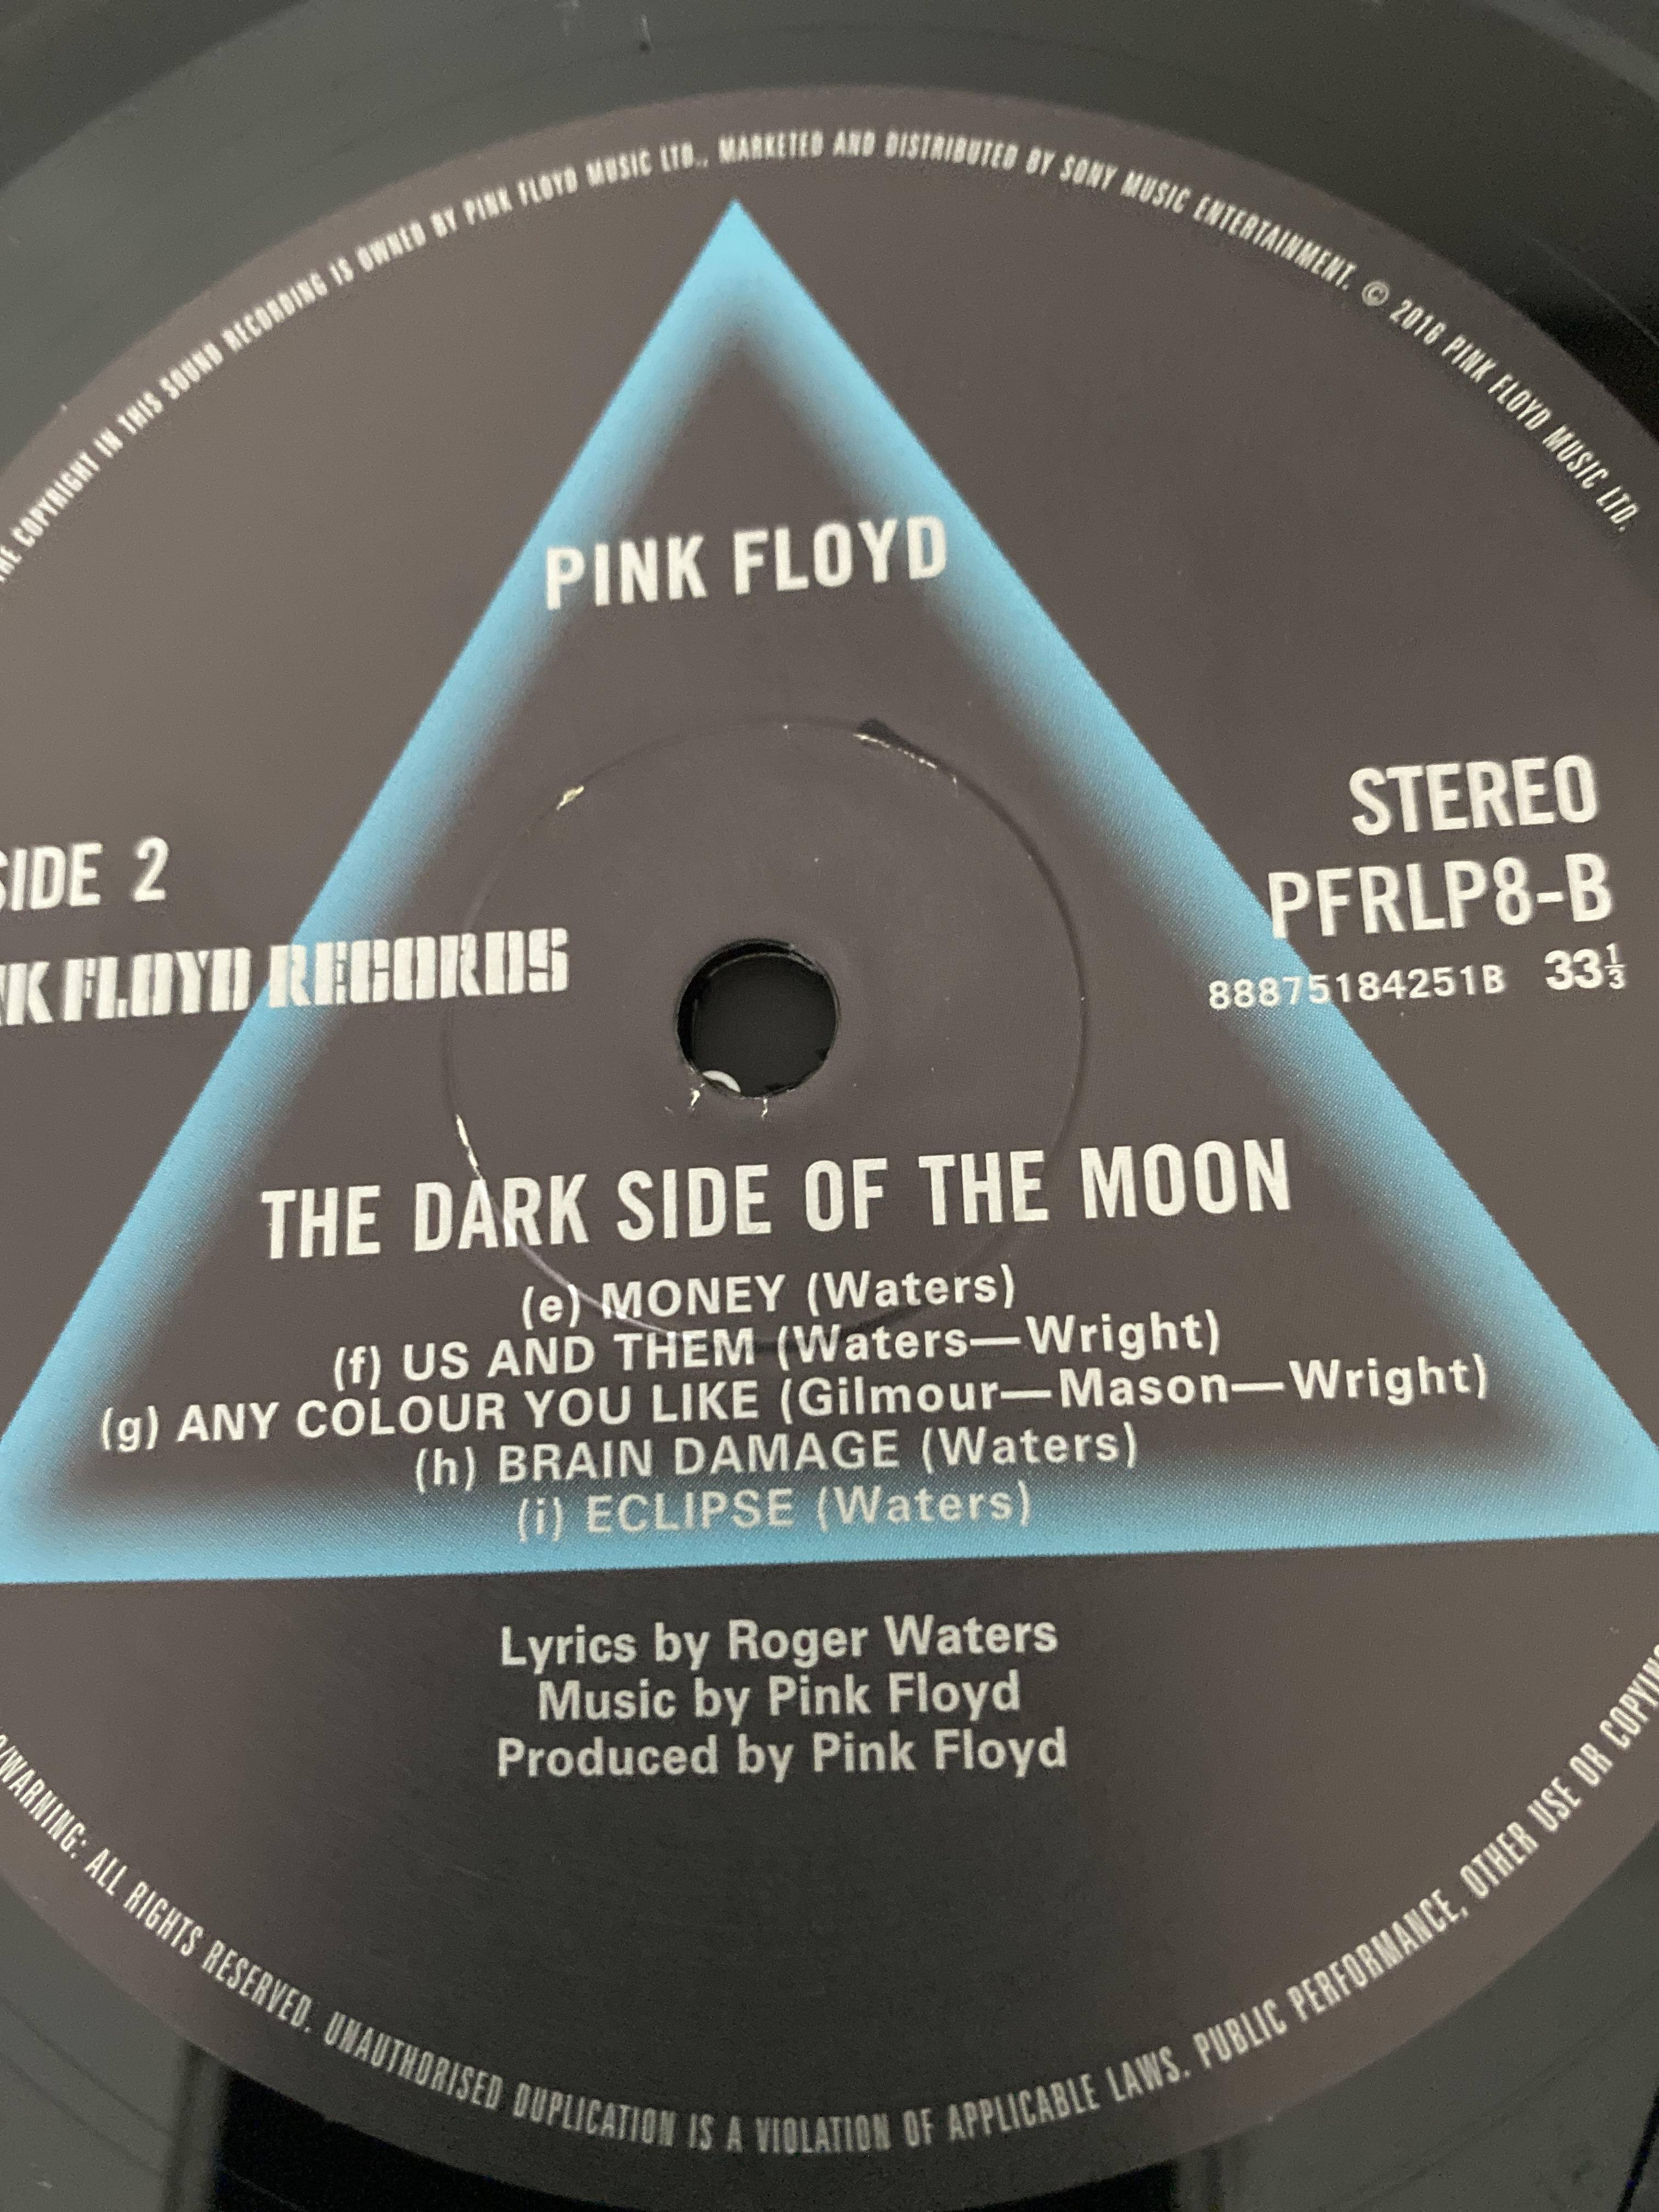 THE COPYRIGHT IN THIS SOUND RECORDING IS OWNED BY PINK FLOYD MUSIC LTD., MARKETED AND DISTRIBUTED BY SONY MUSIC ENTERTAINMENT. © 2016 PINK FLOYD MUSIC LTD.
PINK FLOYD
SIDE 2
FLOYD RECORDS
STEREO
PFRLP8-B
88875184251B 33⅓
THE DARK SIDE OF THE MOON
(e) MONEY (Waters)
(f) US AND THEM (Waters—Wright)
(g) ANY COLOUR YOU LIKE (Gilmour—Mason—Wright)
(h) BRAIN DAMAGE (Waters)
(i) ECLIPSE (Waters)
Lyrics by Roger Waters
Music by Pink Floyd
Produced by Pink Floyd
/WARNING: ALL RIGHTS RESERVED. UNAUTHORISED DUPLICATION IS A VIOLATION OF APPLICABLE LAWS. PUBLIC PERFORMANCE, OTHER USE OR COPYING